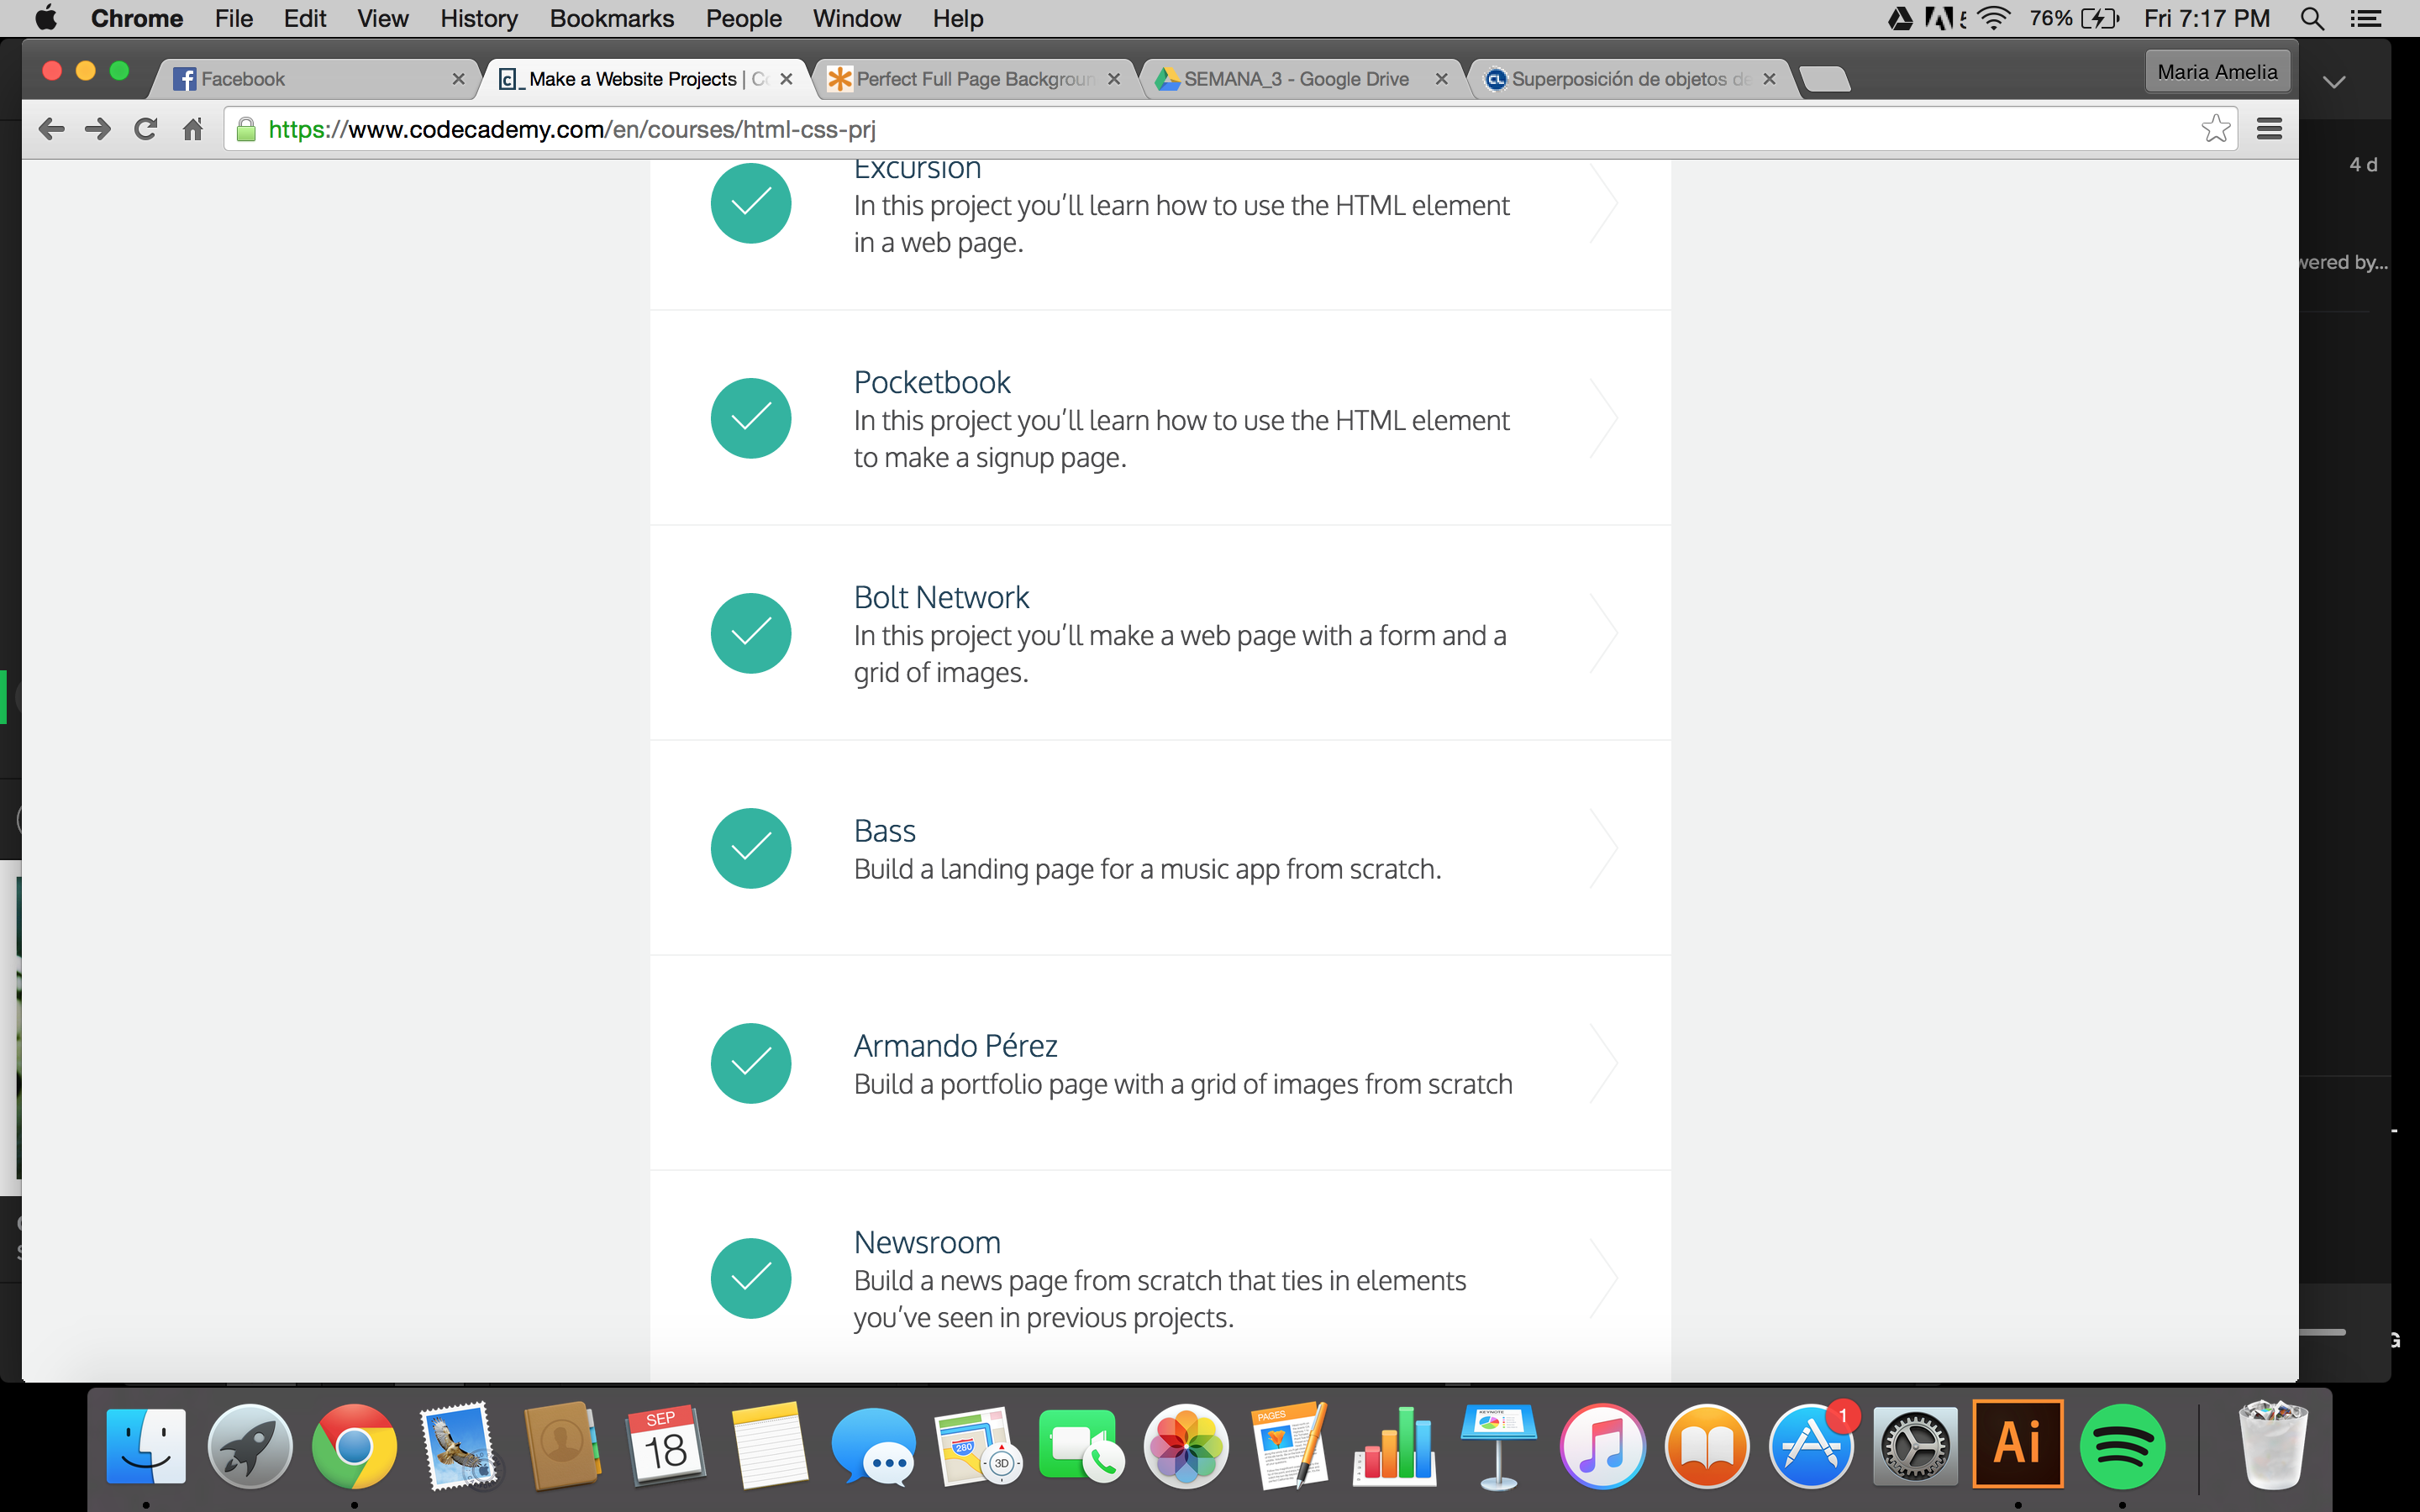 Chrome File Edit View History Bookmarks People Window Help 76% Fri 7:17 PM
Facebook Make a Website Projects | Perfect Full Page SEMANA_3 - Google Drive Superposición de objetos Maria Amelia
https://www.codecademy.com/en/courses/html-css-prj
4 d
Excursion
In this project you’ll learn how to use the HTML element
in a web page.
by...
Pocketbook
In this project you’ll learn how to use the HTML element
to make a signup page.
Bolt Network
In this project you’ll make a web page with a form and a
grid of images.
Bass
Build a landing page for a music app from scratch.
Armando Pérez
Build a portfolio page with a grid of images from scratch
Newsroom
Build a news page from scratch that ties in elements
you’ve seen in previous projects.
SEP
18
280
3D
PAGES
KEYNOTE
1
Ai